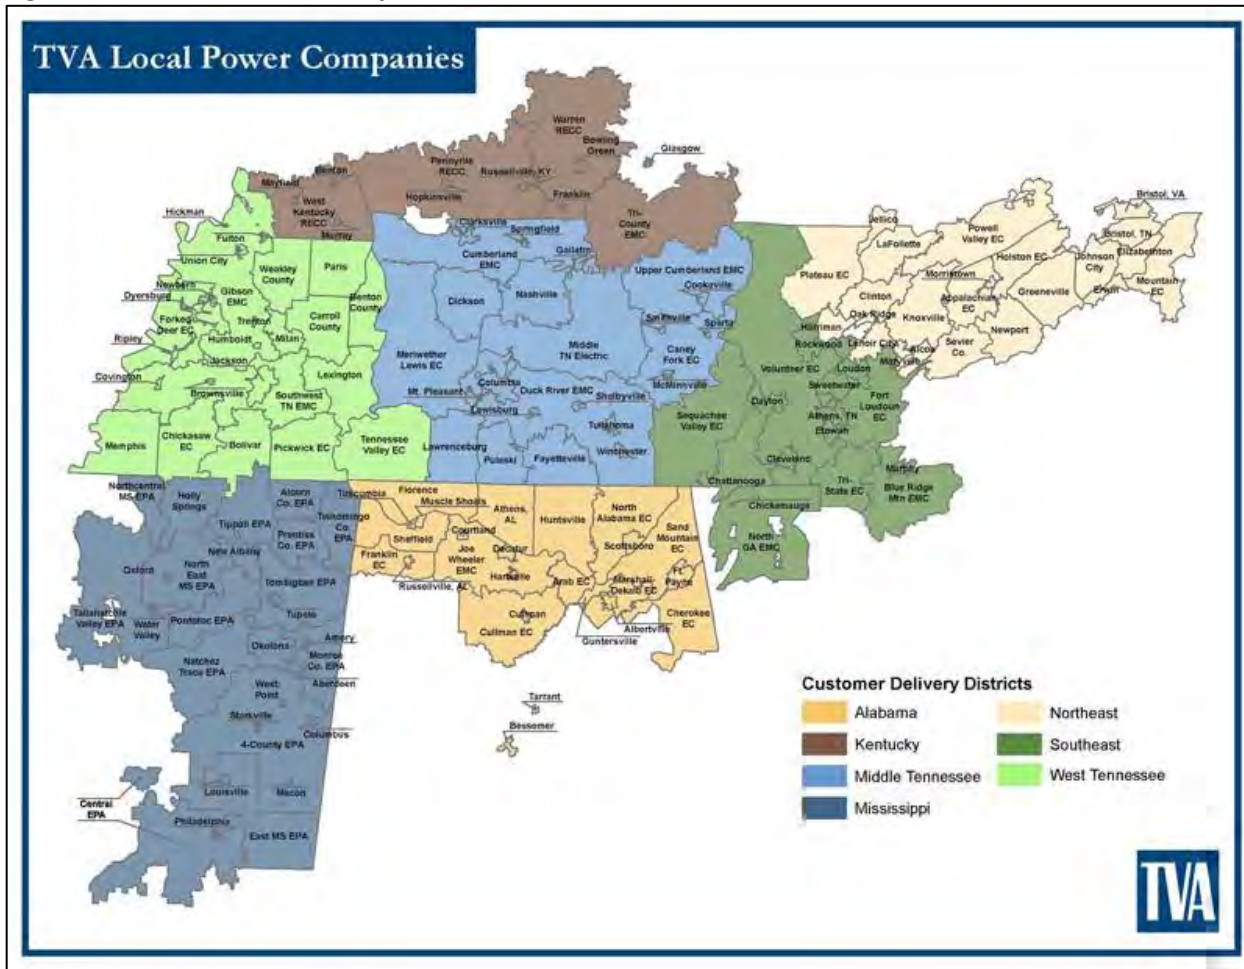 TVA Local Power Companies
Warren
RECC
Bowling
Green
Glasgow
Pennyrile
RECC
Russellville, KY
Benton
Mayfield
Hopkinsville
Franklin
West
Kentucky
RECC
Murray
Tri-
County
EMC
Hickman
Fulton
Union City
Weakley
County
Paris
Newbern
Dyersburg
Gibson
EMC
Benton
County
Forked
Deer EC
Trenton
Carroll
County
Ripley
Humboldt
Milan
Jackson
Lexington
Covington
Brownsville
Southwest
TN EMC
Memphis
Chickasaw
EC
Bolivar
Pickwick EC
Tennessee
Valley EC
Clarksville
Springfield
Gallatin
Cumberland
EMC
Upper Cumberland EMC
Cookeville
Dickson
Nashville
Smithville
Sparta
Middle
TN Electric
Caney
Fork EC
Meriwether
Lewis EC
Mt. Pleasant
Columbia
Duck River EMC
McMinnville
Shelbyville
Lewisburg
Tullahoma
Lawrenceburg
Pulaski
Fayetteville
Winchester
Bristol, VA
Jellico
LaFollette
Powell
Valley EC
Bristol, TN
Elizabethton
Holston EC
Johnson
City
Plateau EC
Morristown
Mountain
EC
Erwin
Greeneville
Clinton
Appalachian
EC
Oak Ridge
Knoxville
Newport
Harriman
Rockwood
Lenoir City
Alcoa
Maryville
Sevier
Co.
Volunteer EC
Loudon
Sweetwater
Fort
Loudoun
EC
Dayton
Athens, TN
Etowah
Sequachee
Valley EC
Cleveland
Murphy
Chattanooga
Tri-
State EC
Blue Ridge
Mtn EMC
Chickamauga
North
GA EMC
Northcentral
MS EPA
Holly
Springs
Alcorn
Co. EPA
Tippah EPA
Tishomingo
Co.
EPA
Prentiss
Co. EPA
New Albany
Oxford
North
East
MS EPA
Tombigbee EPA
Tallahatchie
Valley EPA
Water
Valley
Pontotoc EPA
Tupelo
Okolona
Amory
Monroe
Co. EPA
Natchez
Trace EPA
Aberdeen
West
Point
Starkville
Columbus
4-County EPA
Louisville
Macon
Central
EPA
Philadelphia
East MS EPA
Tuscumbia
Florence
Muscle Shoals
Athens,
AL
Huntsville
North
Alabama EC
Sand
Mountain
EC
Sheffield
Courtland
Decatur
Scottsboro
Franklin
EC
Joe
Wheeler
EMC
Hartselle
Ft.
Payne
Russellville, AL
Arab EC
Marshall-
Dekalb EC
Cherokee
EC
Cullman
Cullman EC
Albertville
Guntersville
Tarrant
Bessemer
Customer Delivery Districts
Alabama
Northeast
Kentucky
Southeast
Middle Tennessee
West Tennessee
Mississippi
TVA